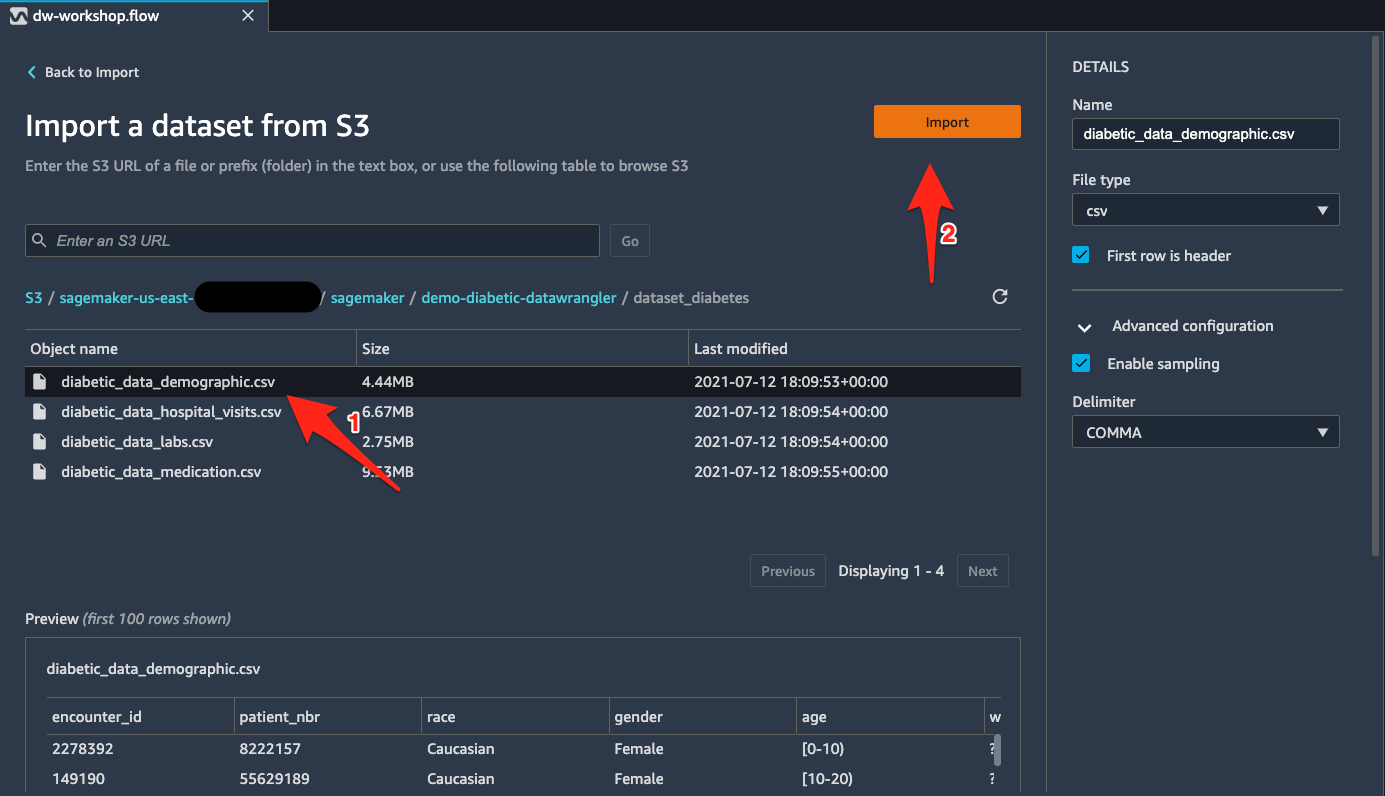 dw-workshop.flow
Back to Import
Import a dataset from S3
Import
Enter the S3 URL of a file or prefix (folder) in the text box, or use the following table to browse S3
2
Enter an S3 URL
Go
S3 / sagemaker-us-east- / sagemaker / demo-diabetic-datawrangler / dataset_diabetes
Object name Size Last modified
diabetic_data_demographic.csv 4.44MB 2021-07-12 18:09:53+00:00
diabetic_data_hospital_visits.csv 6.67MB 2021-07-12 18:09:54+00:00
1
diabetic_data_labs.csv 2.75MB 2021-07-12 18:09:54+00:00
diabetic_data_medication.csv 9.53MB 2021-07-12 18:09:55+00:00
Previous Displaying 1 - 4 Next
Preview (first 100 rows shown)
diabetic_data_demographic.csv
encounter_id patient_nbr race gender age w
2278392 8222157 Caucasian Female [0-10) ?
149190 55629189 Caucasian Female [10-20) ?
DETAILS
Name
diabetic_data_demographic.csv
File type
csv
First row is header
Advanced configuration
Enable sampling
Delimiter
COMMA